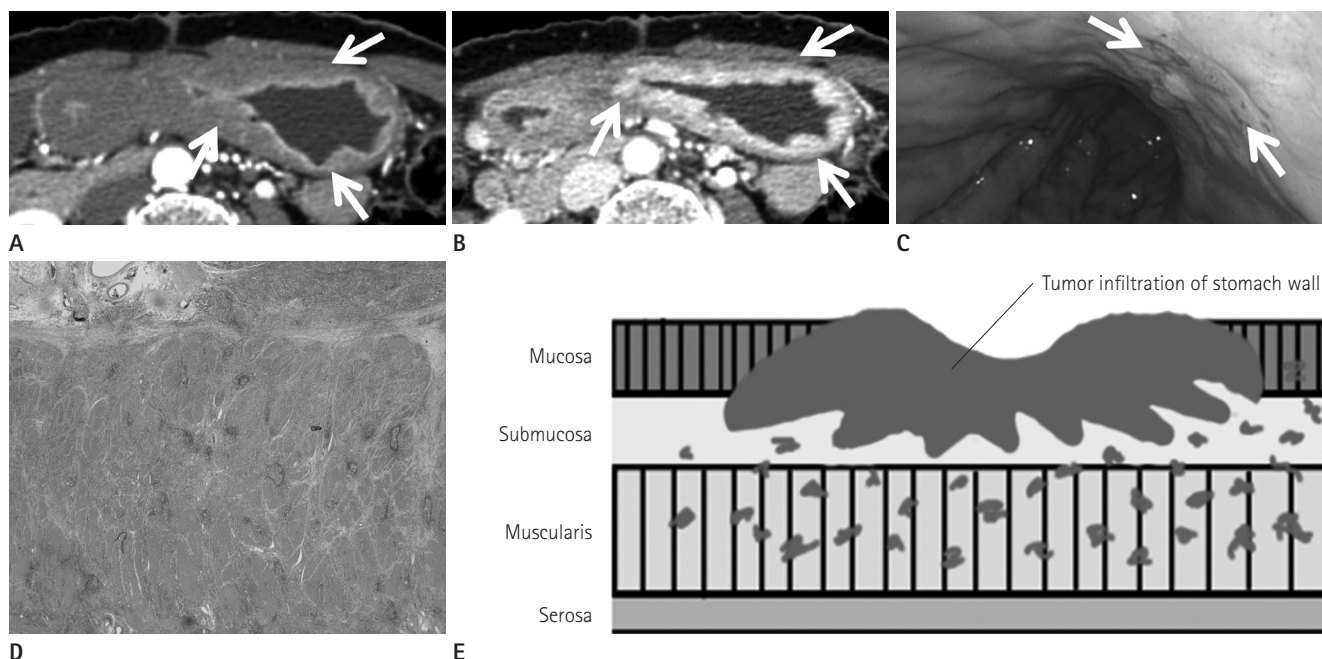 A
B
C
Tumor infiltration of stomach wall
Mucosa
Submucosa
Muscularis
Serosa
D
E